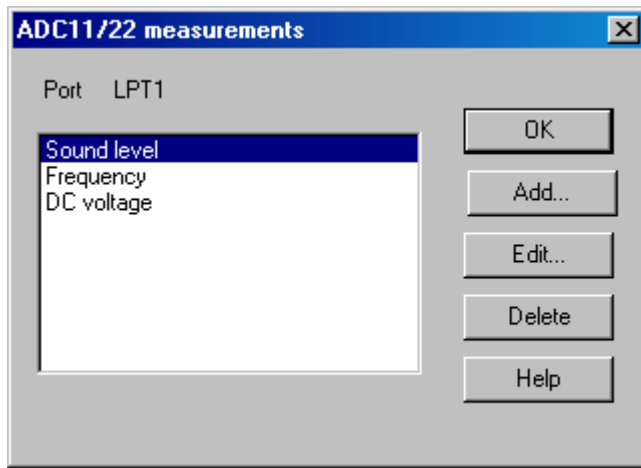 ADC11/22 measurements
Port LPT1
Sound level
Frequency
DC voltage
OK
Add...
Edit...
Delete
Help